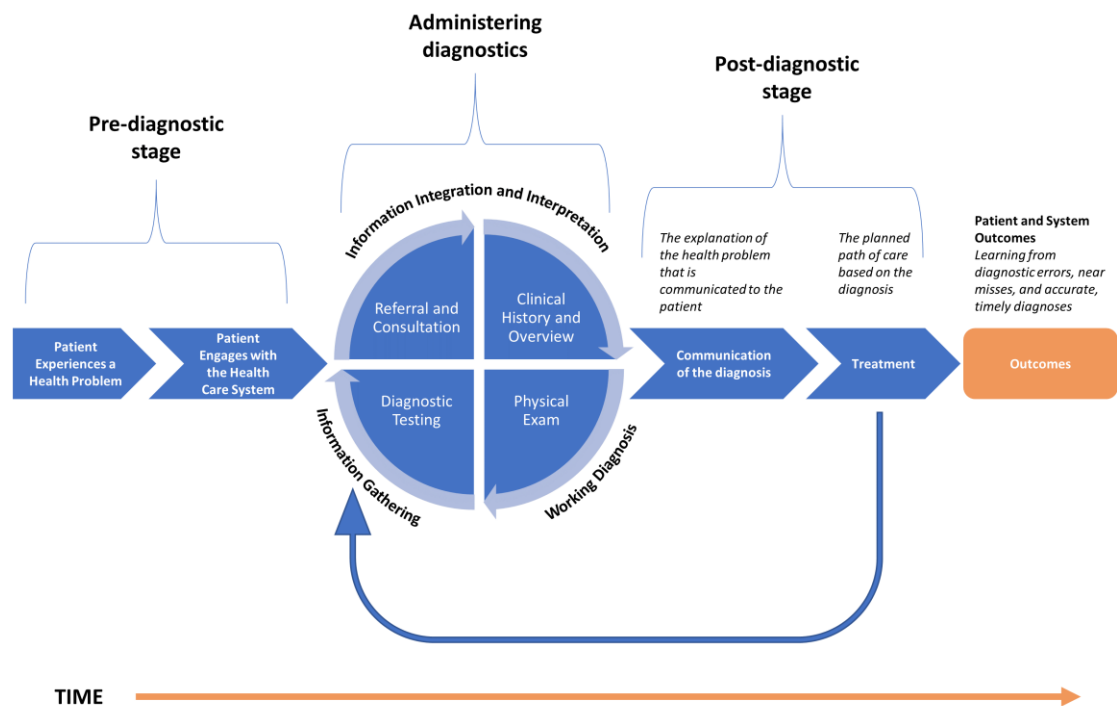 Administering
diagnostics
Post-diagnostic
stage
Pre-diagnostic
stage
Information Integration and Interpretation
The explanation of
the health problem
that is
communicated to the
patient
The planned
path of care
based on the
diagnosis
Patient and System
Outcomes
Learning from
diagnostic errors, near
misses, and accurate,
timely diagnoses
Patient
Experiences a
Health Problem
Patient
Engages with
the Health
Care System
Referral and
Consultation
Clinical
History and
Overview
Diagnostic
Testing
Physical
Exam
Communication
of the diagnosis
Treatment
Outcomes
Information Gathering
Working Diagnosis
TIME